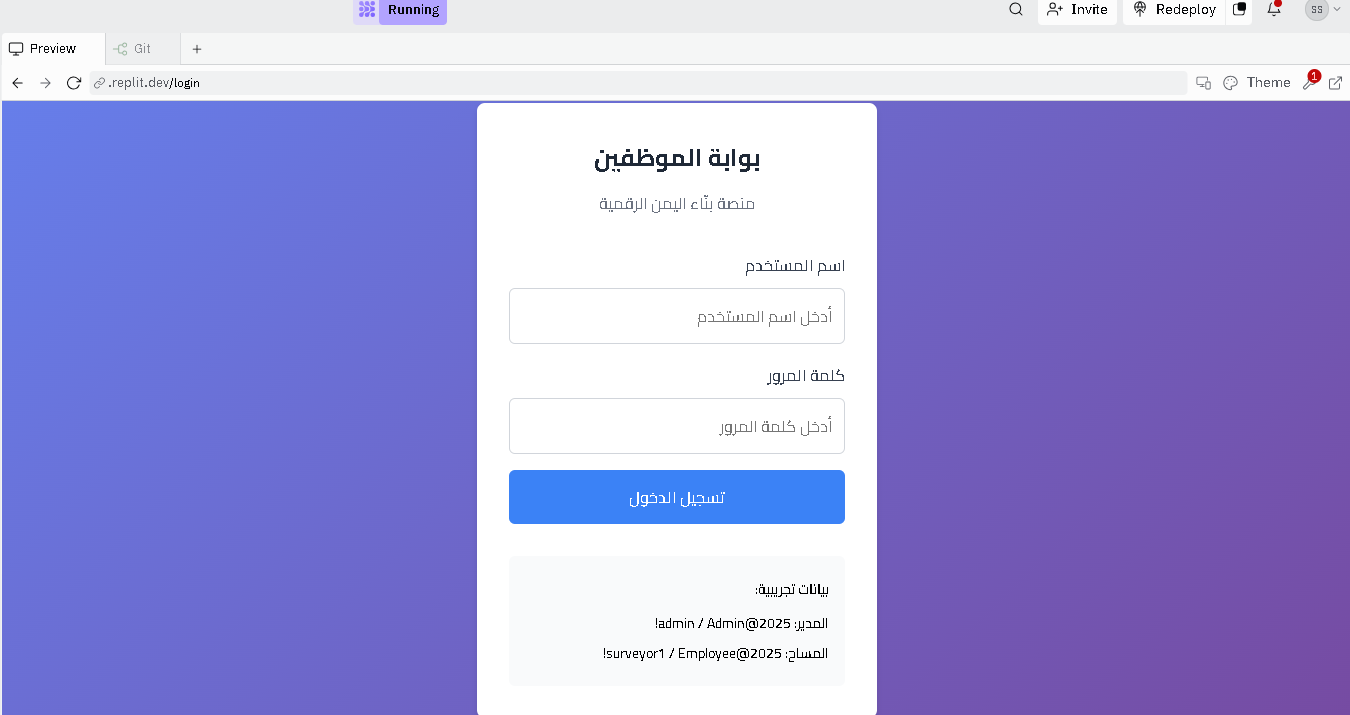 Running
Invite
Redeploy
SS
Preview
Git
.replit.dev/login
Theme
1
بوابة الموظفين
منصة بنّاء اليمن الرقمية
اسم المستخدم
أدخل اسم المستخدم
كلمة المرور
أدخل كلمة المرور
تسجيل الدخول
بيانات تجريبية:
المدير: admin / Admin@2025!
المساح: surveyor1 / Employee@2025!